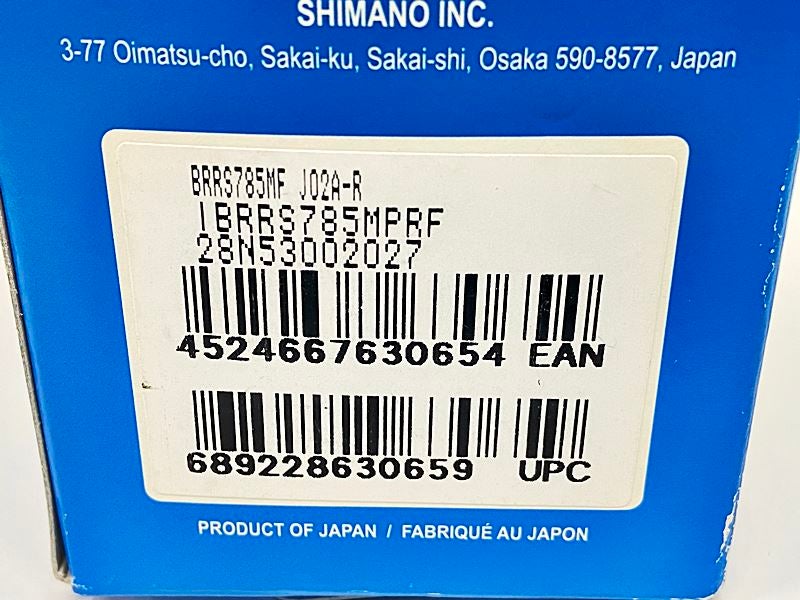 SHIMANO INC.
3-77 Oimatsu-cho, Sakai-ku, Sakai-shi, Osaka 590-8577, Japan
BRRS785MF J02A-R
IBRRS785MPRF
28N53002027
4524667630654 EAN
689228630659 UPC
PRODUCT OF JAPAN / FABRIQUÉ AU JAPON